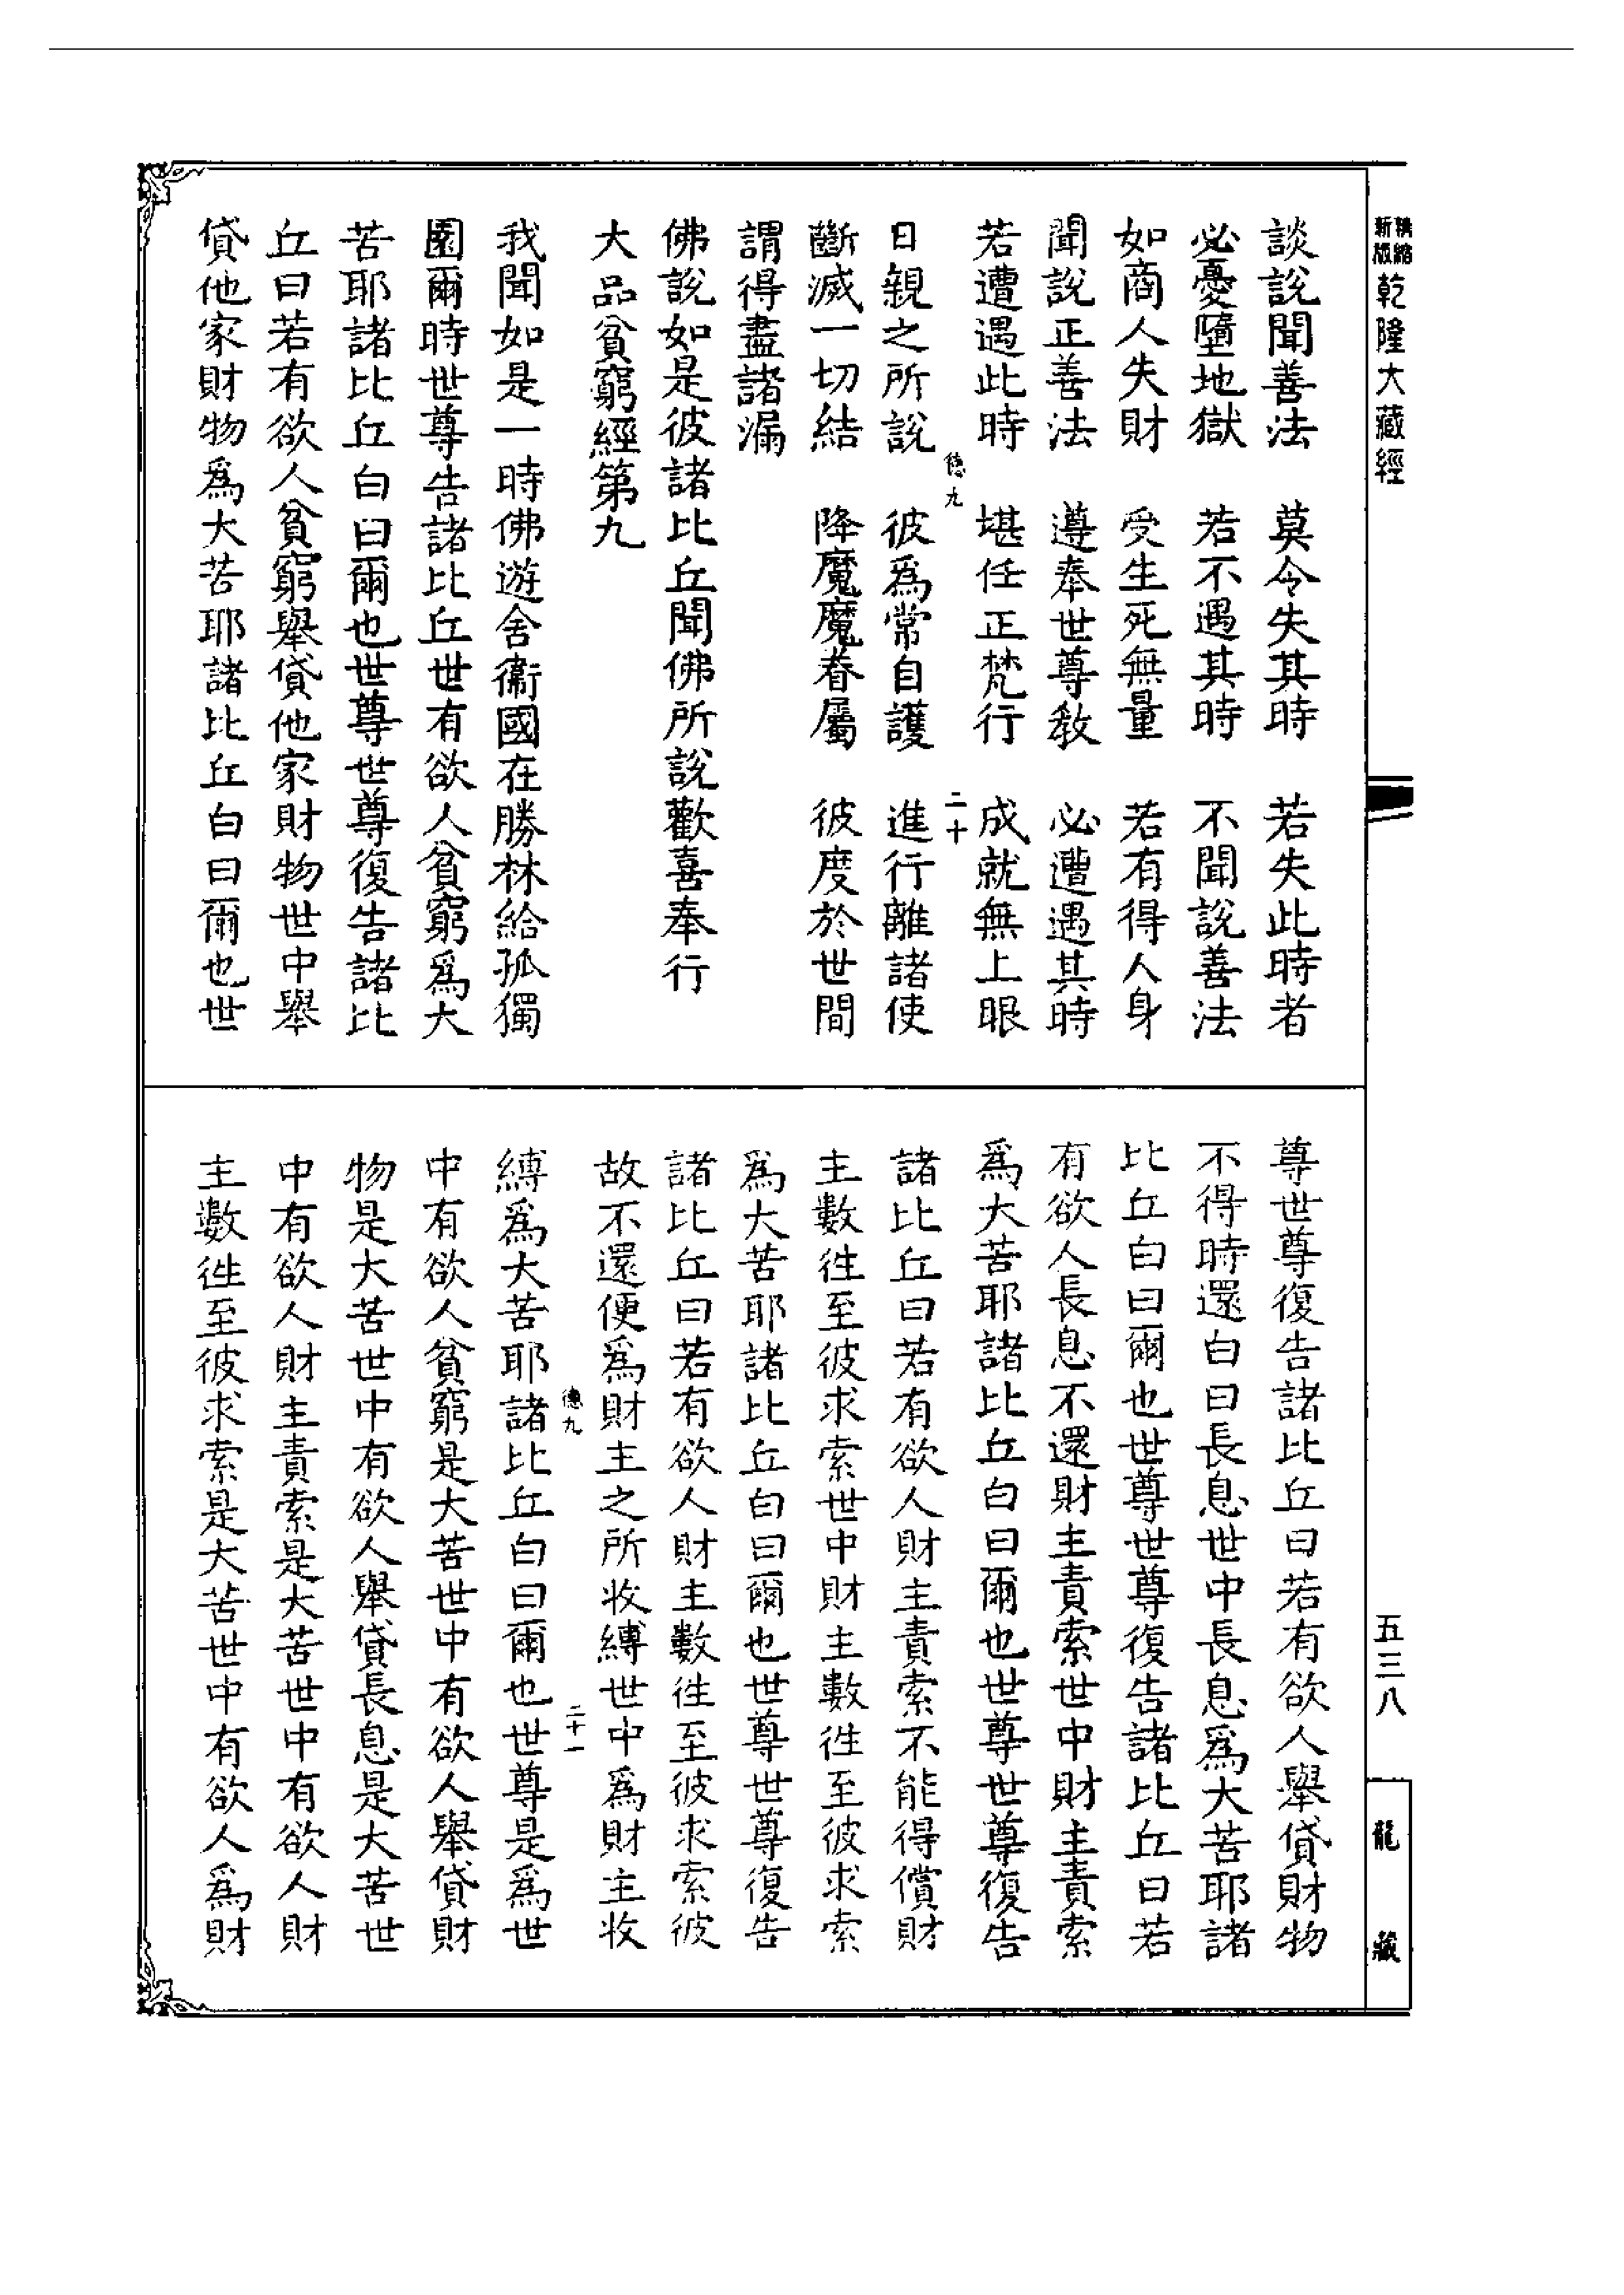 精縮
新版
乾隆大藏經
五三八
龍藏
談說聞善法　莫令失其時　若失此時者
必憂墮地獄　若不遇其時　不聞說善法
如商人失財　受生死無量　若有得人身
聞說正善法　遵奉世尊教　必遭遇其時
若遭遇此時　堪任正梵行　成就無上眼
德九　二十
日親之所說　彼為常自護　進行離諸使
斷滅一切結　降魔魔眷屬　彼度於世間
謂得盡諸漏
佛說如是彼諸比丘聞佛所說歡喜奉行
大品貧窮經第九
我聞如是一時佛遊舍衞國在勝林給孤獨
園爾時世尊告諸比丘世有欲人貧窮爲大
苦耶諸比丘白曰爾也世尊世尊復告諸比
丘曰若有欲人貧窮舉貸他家財物世中舉
貸他家財物爲大苦耶諸比丘白曰爾也世
尊世尊復告諸比丘曰若有欲人舉貸財物
不得時還白曰長息世中長息爲大苦耶諸
比丘白曰爾也世尊世尊復告諸比丘曰若
有欲人長息不還財主責索世中財主責索
爲大苦耶諸比丘白曰爾也世尊世尊復告
諸比丘曰若有欲人財主責索不能得償財
主數徃至彼求索世中財主數徃至彼求索
爲大苦耶諸比丘白曰爾也世尊世尊復告
諸比丘曰若有欲人財主數徃至彼求索彼
故不還便爲財主之所收縛世中爲財主收
德九　二十一
縛爲大苦耶諸比丘白曰爾也世尊是爲世
中有欲人貧窮是大苦世中有欲人舉貸財
物是大苦世中有欲人舉貸長息是大苦世
中有欲人財主責索是大苦世中有欲人財
主數徃至彼求索是大苦世中有欲人爲財